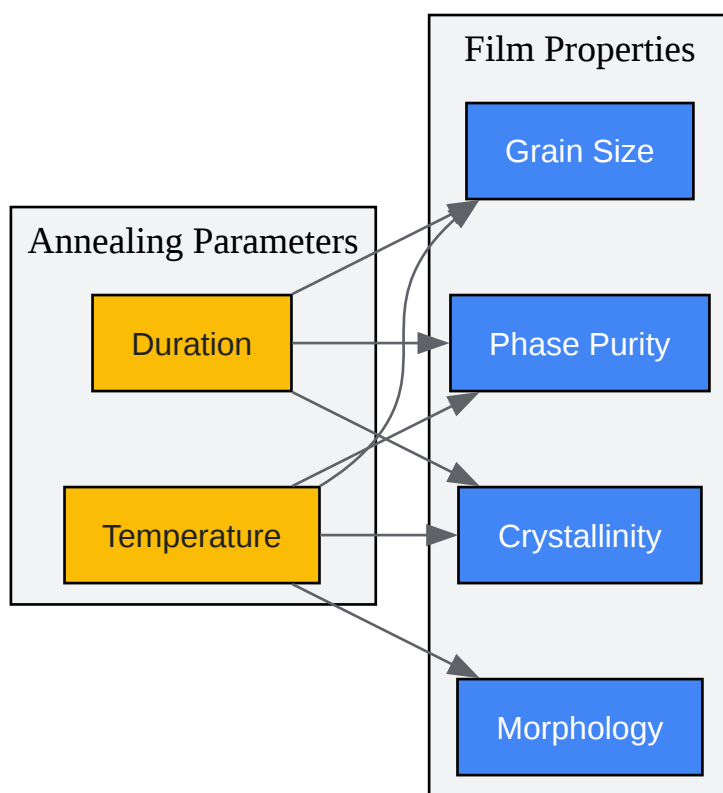 Film Properties
Grain Size
Annealing Parameters
Duration
Phase Purity
Temperature
Crystallinity
Morphology